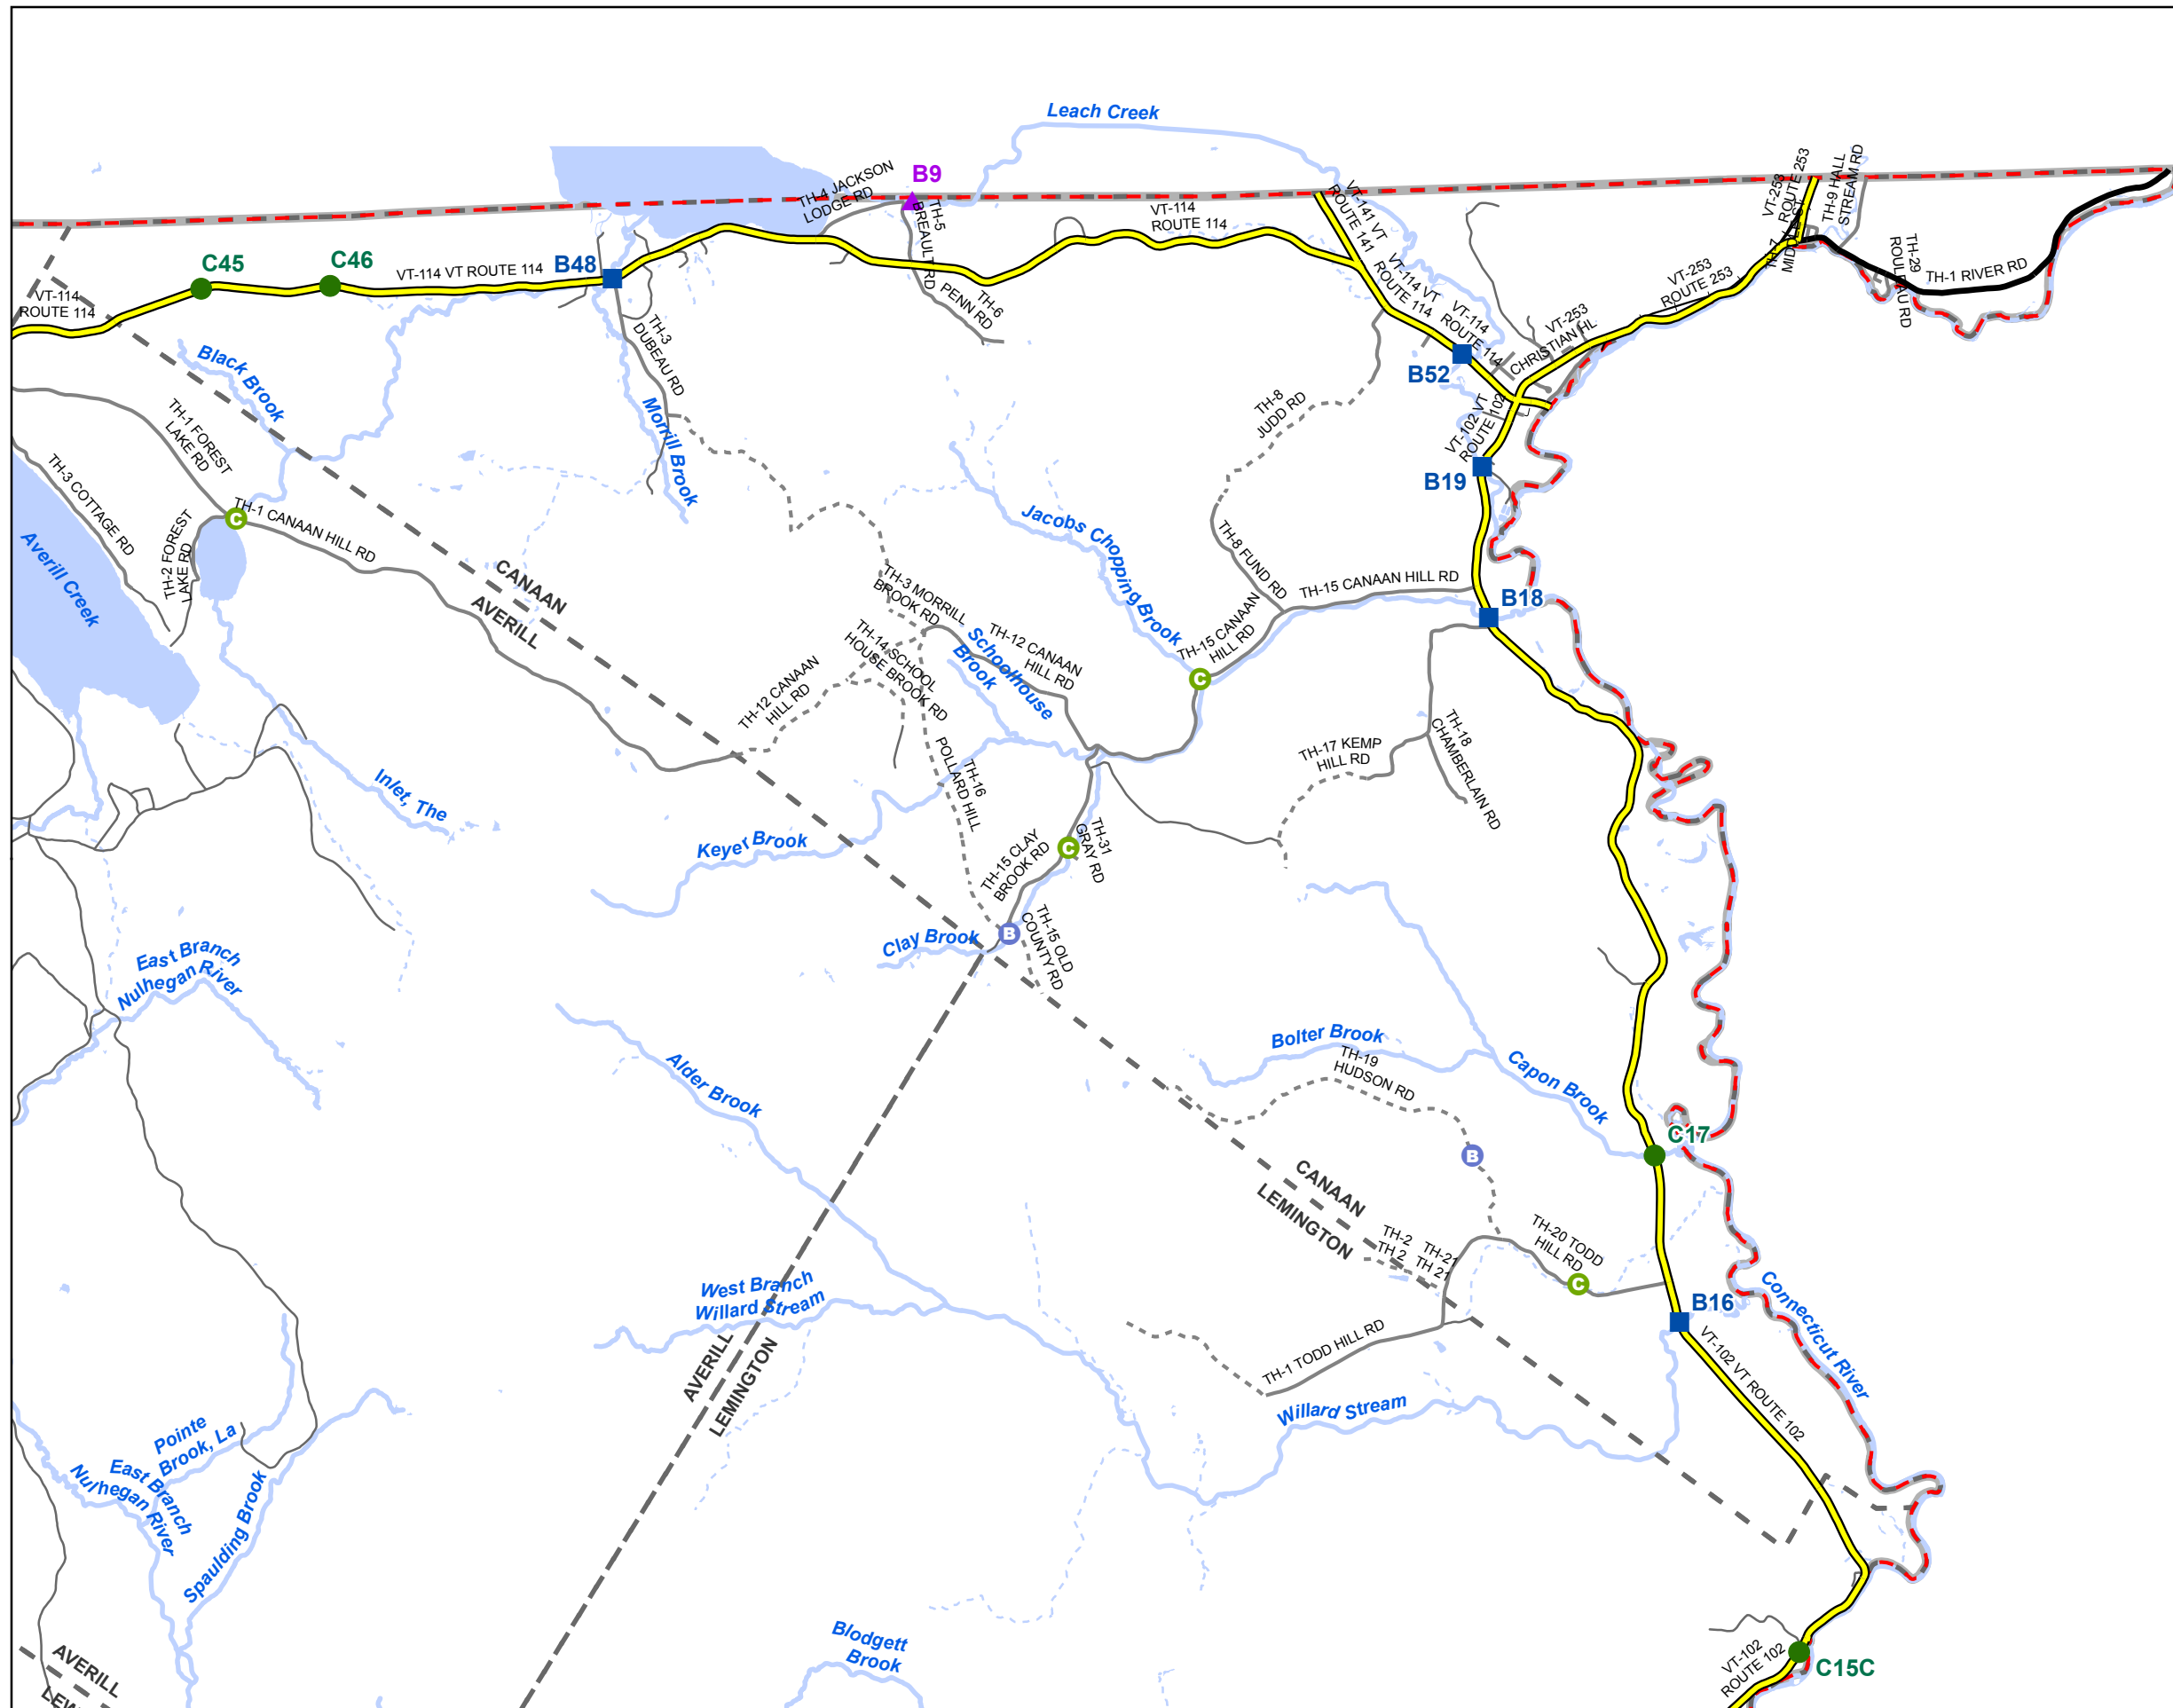 Leach Creek
B9
TH-4 JACKSON
LODGE RD
TH-5
BREAULT RD
VT-114
ROUTE 114
VT-141 VT
ROUTE 141
VT-253
ROUTE 253
TH-7
MIDDLE ST
TH-9 HALL
STREAM RD
TH-29
ROULEAU RD
TH-1 RIVER RD
VT-253
ROUTE 253
C45
C46
VT-114 VT ROUTE 114
B48
VT-114
ROUTE 114
TH-6
PENN RD
VT-114 VT
ROUTE 114
VT-114
ROUTE 114
VT-253
CHRISTIAN HL
B52
TH-3
DUBEAU RD
Black Brook
Morrill Brook
TH-8
JUDD RD
VT-102 VT
ROUTE 102
B19
TH-1 FOREST
LAKE RD
TH-3 COTTAGE RD
TH-2 FOREST
LAKE RD
C
TH-1 CANAAN HILL RD
Averill Creek
CANAAN
AVERILL
Jacobs Chopping Brook
TH-8 FUND RD
TH-15 CANAAN HILL RD
B18
TH-3 MORRILL
BROOK RD
TH-14 SCHOOL
HOUSE BROOK RD
Schoolhouse
Brook
TH-12 CANAAN
HILL RD
TH-15 CANAAN
HILL RD
C
TH-12 CANAAN
HILL RD
TH-16
POLLARD HILL
TH-17 KEMP
HILL RD
TH-18
CHAMBERLAIN RD
Inlet, The
Keyer Brook
TH-15 CLAY
BROOK RD
C
TH-31
GRAY RD
Clay Brook
B
TH-15 OLD
COUNTY RD
East Branch
Nulhegan River
Alder Brook
Bolter Brook
TH-19
HUDSON RD
Capon Brook
C17
B
CANAAN
LEMINGTON
TH-2
TH 2
TH-21
TH 21
TH-20 TODD
HILL RD
C
B16
Connecticut River
West Branch
Willard Stream
AVERILL
LEMINGTON
TH-1 TODD HILL RD
VT-102 VT ROUTE 102
Willard Stream
Pointe
Brook, La
East Branch
Nulhegan River
Spaulding Brook
Blodgett
Brook
VT-102
ROUTE 102
C15C
AVERILL